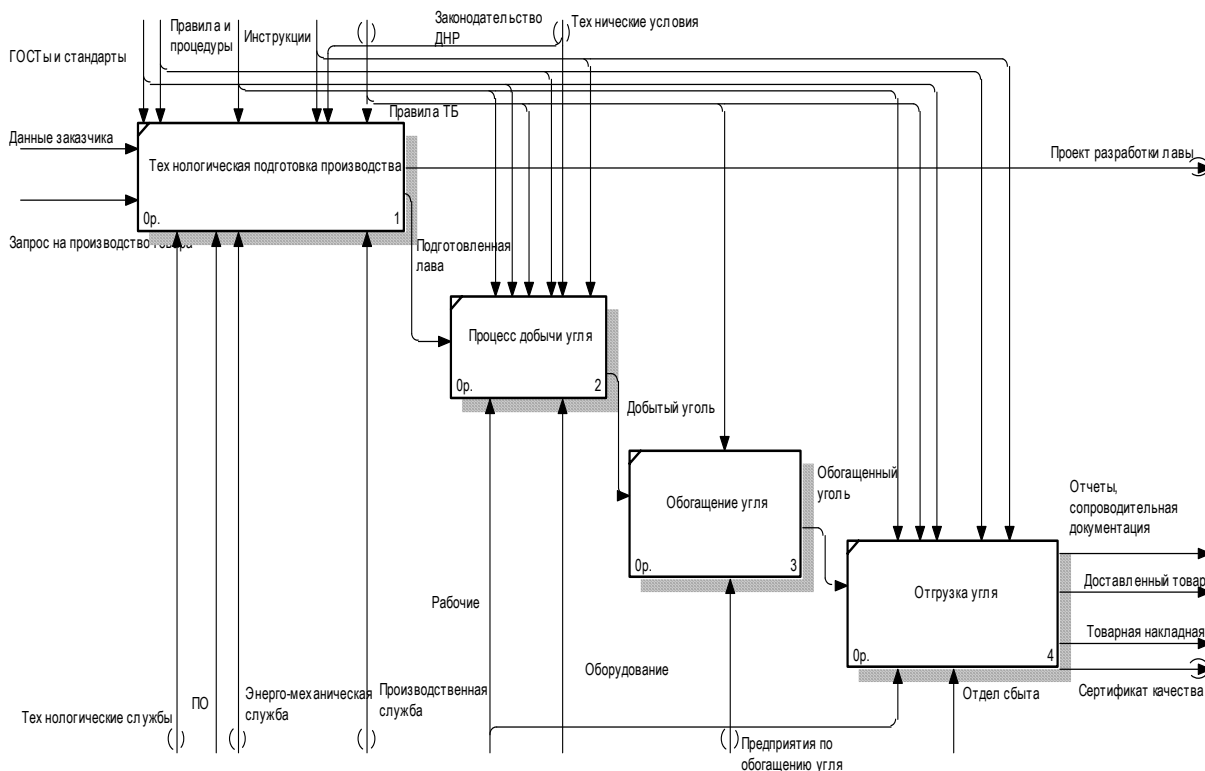 Законодательство
ДНР
Технические условия
Правила и
процедуры
Инструкции
ГОСТы и стандарты
Правила ТБ
Данные заказчика
Технологическая подготовка производства
0р.
1
Проект разработки лавы
Запрос на производство товара
Подготовленная
лава
Процесс добычи угля
0р.
2
Добытый уголь
Обогащение угля
0р.
3
Обогащенный
уголь
Отчеты,
сопроводительная
документация
Отгрузка угля
0р.
4
Доставленный товар
Товарная накладная
Сертификат качества
Рабочие
Оборудование
Отдел сбыта
Технологические службы
ПО
Энерго-механическая
служба
Производственная
служба
Предприятия по
обогащению угля